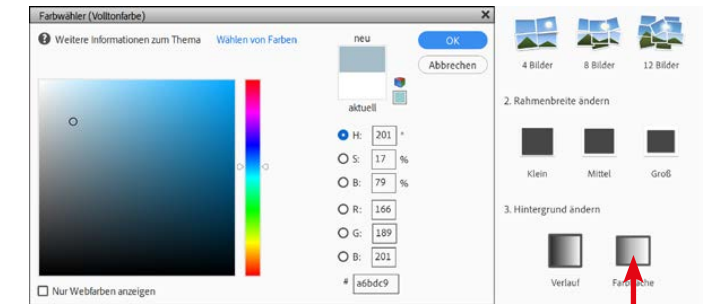 Farbwähler (Volltonfarbe)
Weitere Informationen zum Thema Wählen von Farben
neu
OK
Abbrechen
aktuell
H: 201 °
S: 17 %
B: 79 %
R: 166
G: 189
B: 201
# a6bdc9
Nur Webfarben anzeigen
4 Bilder 8 Bilder 12 Bilder
2. Rahmenbreite ändern
Klein Mittel Groß
3. Hintergrund ändern
Verlauf Farbfläche